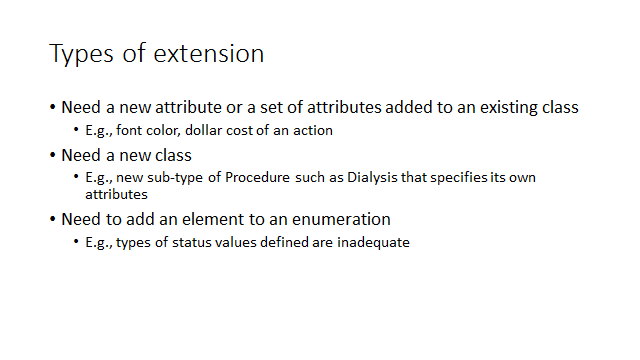 Types of extension
• Need a new attribute or a set of attributes added to an existing class
• E.g., font color, dollar cost of an action
• Need a new class
• E.g., new sub-type of Procedure such as Dialysis that specifies its own
attributes
• Need to add an element to an enumeration
• E.g., types of status values defined are inadequate